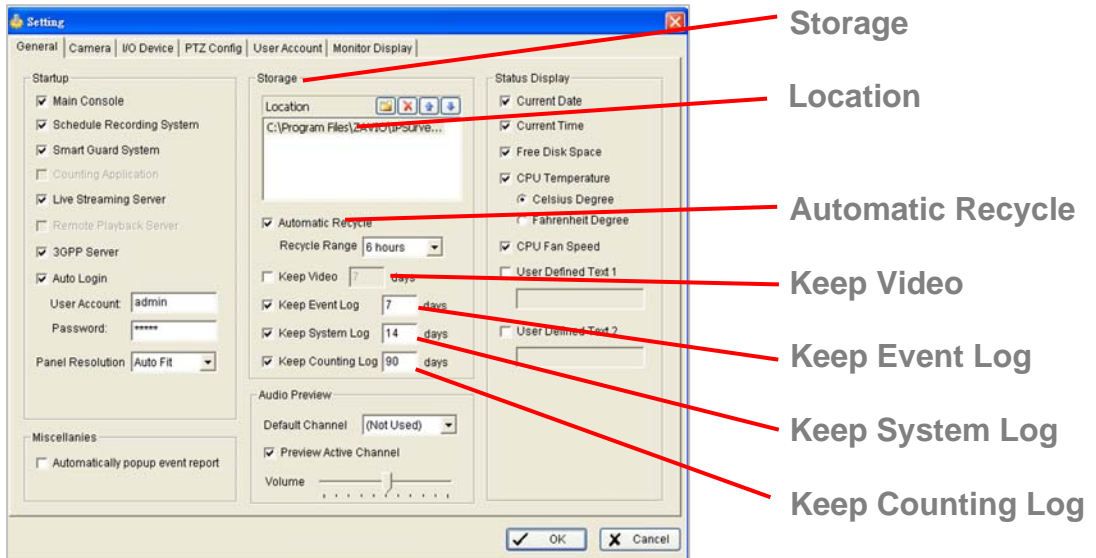 Setting
General Camera I/O Device PTZ Config User Account Monitor Display
Startup
Main Console
Schedule Recording System
Smart Guard System
Counting Application
Live Streaming Server
Remote Playback Server
3GPP Server
Auto Login
User Account: admin
Password: *****
Panel Resolution Auto Fit
Miscellanies
Automatically popup event report
Storage
Location
C:\Program Files\ZAVIO\IPSurve...
Automatic Recycle
Recycle Range 6 hours
Keep Video 7 days
Keep Event Log 7 days
Keep System Log 14 days
Keep Counting Log 90 days
Audio Preview
Default Channel (Not Used)
Preview Active Channel
Volume
Status Display
Current Date
Current Time
Free Disk Space
CPU Temperature
Celsius Degree
Fahrenheit Degree
CPU Fan Speed
User Defined Text 1
User Defined Text 2
OK Cancel
Storage
Location
Automatic Recycle
Keep Video
Keep Event Log
Keep System Log
Keep Counting Log